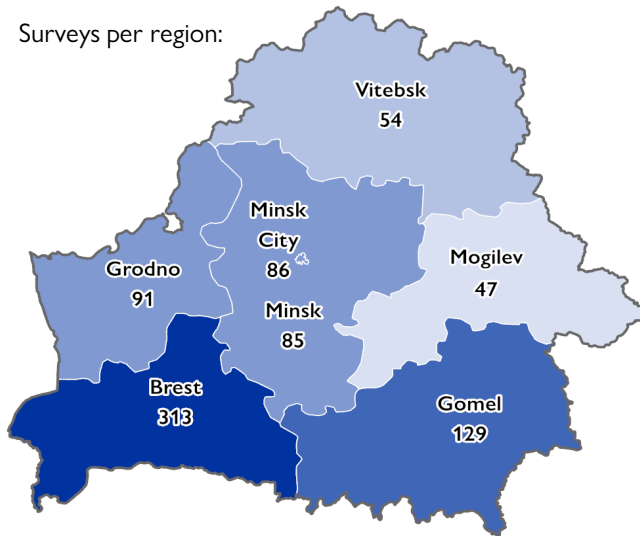 Surveys per region:
Vitebsk
54
Minsk
City
86
Mogilev
47
Grodno
91
Minsk
85
Brest
313
Gomel
129